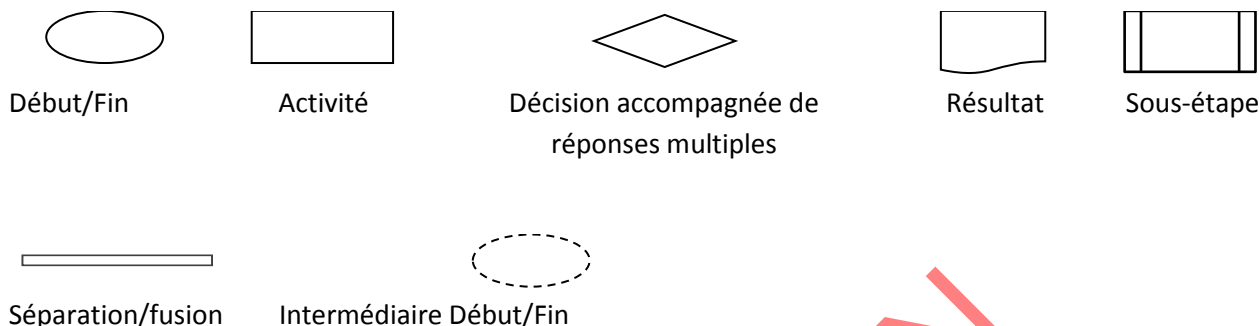 Début/Fin Activité Décision accompagnée de Résultat Sous-étape
réponses multiples
Séparation/fusion Intermédiaire Début/Fin